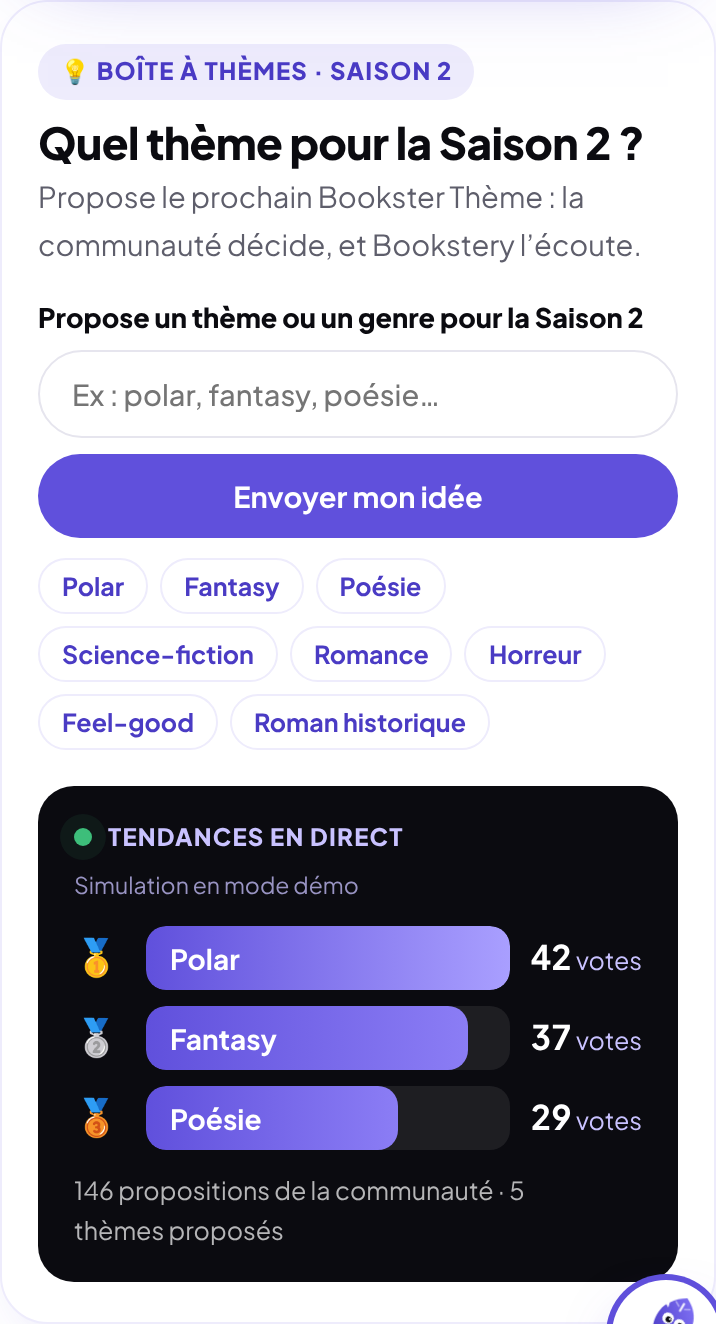 💡 BOÎTE À THÈMES · SAISON 2
Quel thème pour la Saison 2 ?
Propose le prochain Bookster Thème : la
communauté décide, et Bookstery l’écoute.
Propose un thème ou un genre pour la Saison 2
Ex : polar, fantasy, poésie…
Envoyer mon idée
Polar Fantasy Poésie
Science-fiction Romance Horreur
Feel-good Roman historique
TENDANCES EN DIRECT
Simulation en mode démo
🥇 Polar 42 votes
🥈 Fantasy 37 votes
🥉 Poésie 29 votes
146 propositions de la communauté · 5
thèmes proposés